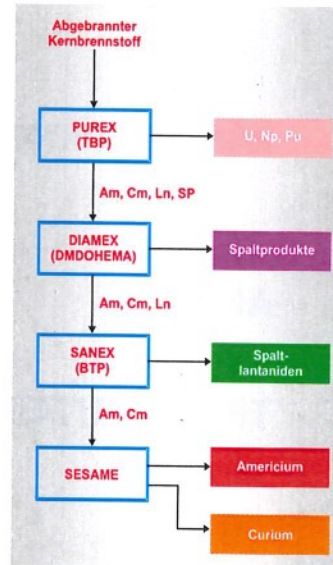 Abgebrannter
Kernbrennstoff
PUREX
(TBP)
U, Np, Pu
Am, Cm, Ln, SP
DIAMEX
(DMDOHEMA)
Spaltprodukte
Am, Cm, Ln
SANEX
(BTP)
Spalt-
lantaniden
Am, Cm
SESAME
Americium
Curium